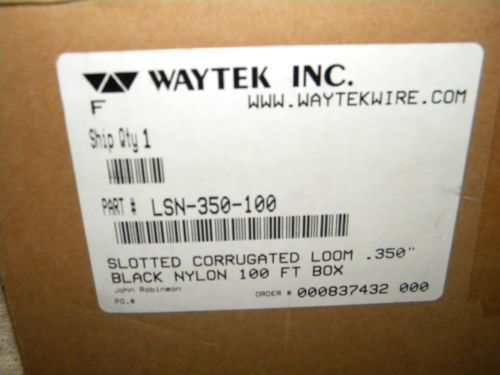 WAYTEK INC.
F WWW.WAYTEKWIRE.COM
Ship Qty 1
PART # LSN-350-100
SLOTTED CORRUGATED LOOM .350"
BLACK NYLON 100 FT BOX
John Robinson
PO.# ORDER # 000837432 000